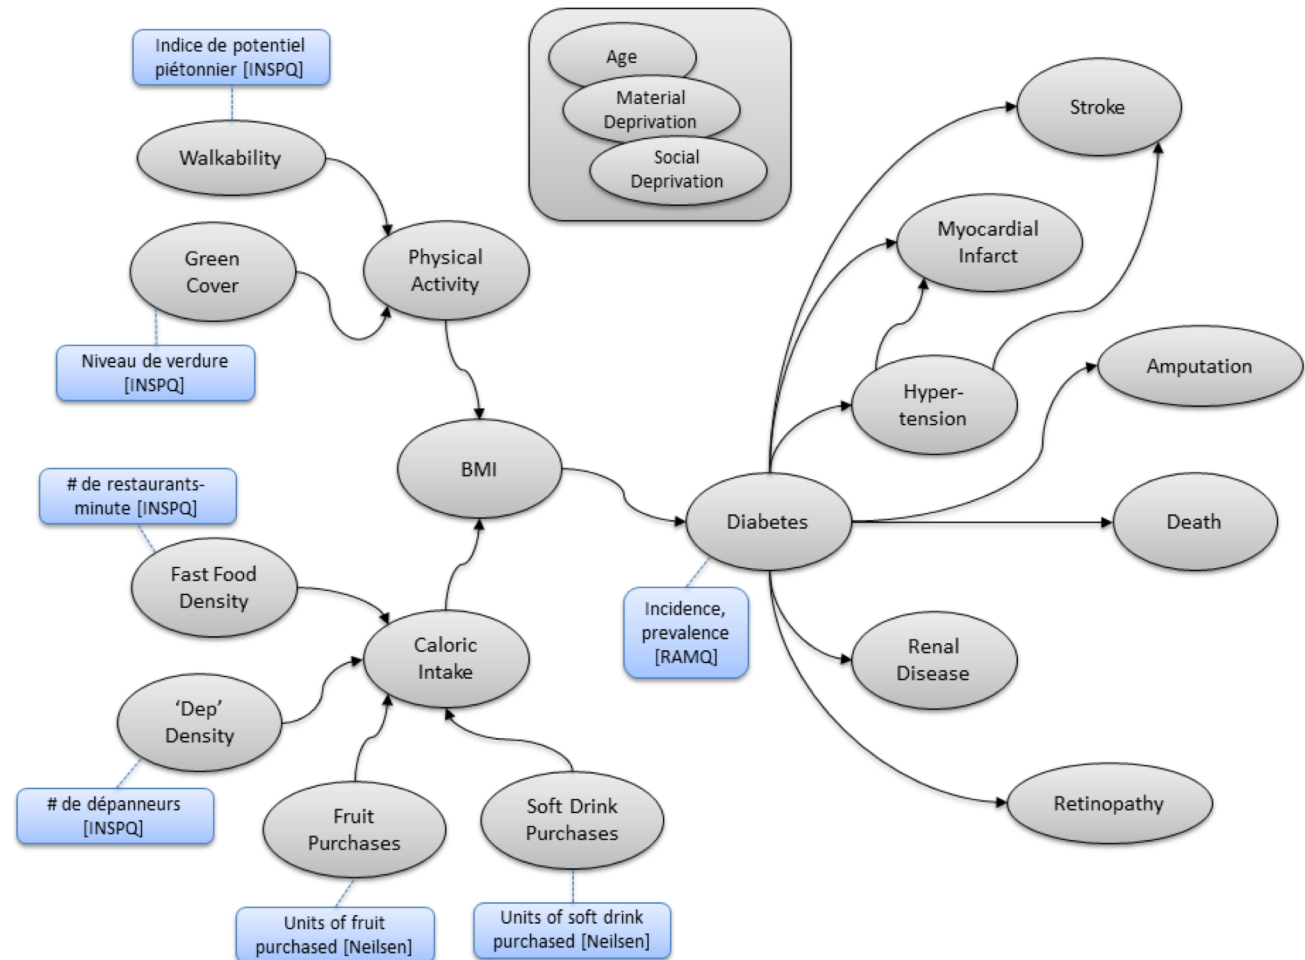 Indice de potentiel
piétonnier [INSPQ]
Walkability
Green
Cover
Niveau de verdure
[INSPQ]
Physical
Activity
Age
Material
Deprivation
Social
Deprivation
Stroke
Myocardial
Infarct
Hyper-
tension
Amputation
BMI
Diabetes
Death
# de restaurants-
minute [INSPQ]
Fast Food
Density
Caloric
Intake
Incidence,
prevalence
[RAMQ]
Renal
Disease
‘Dep’
Density
# de dépanneurs
[INSPQ]
Fruit
Purchases
Soft Drink
Purchases
Retinopathy
Units of fruit
purchased [Neilsen]
Units of soft drink
purchased [Neilsen]